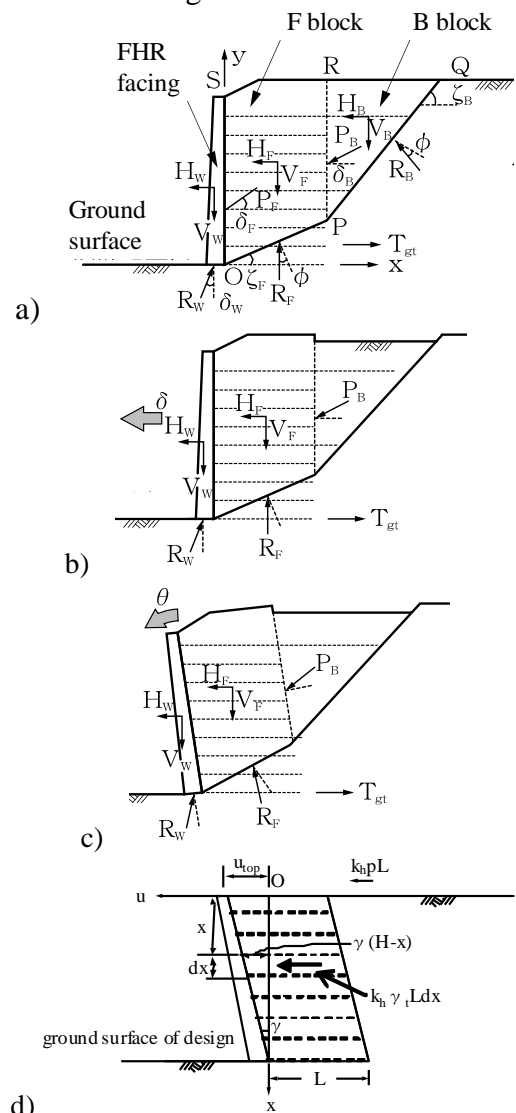 F block B block
FHR
facing
S y R Q
H_B ζ_B
V_B
P_B φ
H_F R_B
V_F δ_B
H_W P_F
δ_F P
Ground
surface
V_W T_gt
O ζ_F x
R_W δ_W R_F φ
a)
δ H_F P_B
H_W V_F
V_W
T_gt
R_W R_F
b)
θ
H_F P_B
H_W V_F
V_W
T_gt
R_W R_F
c)
u_top O k_h pL
u
x γ (H-x)
dx
k_h γ_t Ldx
γ
ground surface of design
L
x
d)